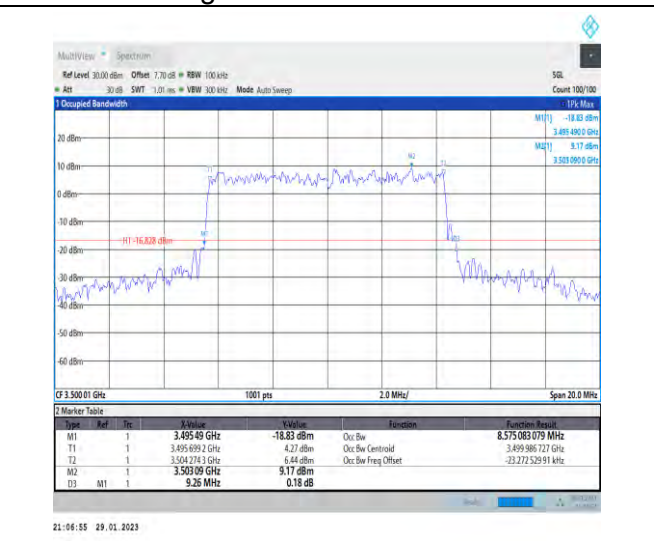 MultiView Spectrum
Ref Level 30.00 dBm Offset 7.70 dB RBW 100 kHz SGL
Att 30 dB SWT 1.01 ms VBW 300 kHz Mode Auto Sweep Count 100/100
1 Occupied Bandwidth 1Pk Max
M1[1] -18.83 dBm
3.495 490 0 GHz
20 dBm
M2[1] 9.17 dBm
3.503 090 0 GHz
M2
10 dBm
T1
0 dBm
-10 dBm
M1
H1 -16.828 dBm
-20 dBm
-30 dBm
-40 dBm
-50 dBm
-60 dBm
CF 3.500 01 GHz 1001 pts 2.0 MHz/ Span 20.0 MHz
2 Marker Table
Type Ref Trc X-Value Y-Value Function Function Result
M1 1 3.495 49 GHz -18.83 dBm Occ Bw 8.575 083 079 MHz
T1 1 3.495 699 2 GHz 4.27 dBm Occ Bw Centroid 3.499 986 727 GHz
T2 1 3.504 274 3 GHz 6.44 dBm Occ Bw Freq Offset -23.272 529 91 kHz
M2 1 3.503 09 GHz 9.17 dBm
D3 M1 1 9.26 MHz 0.18 dB
21:06:55 29.01.2023